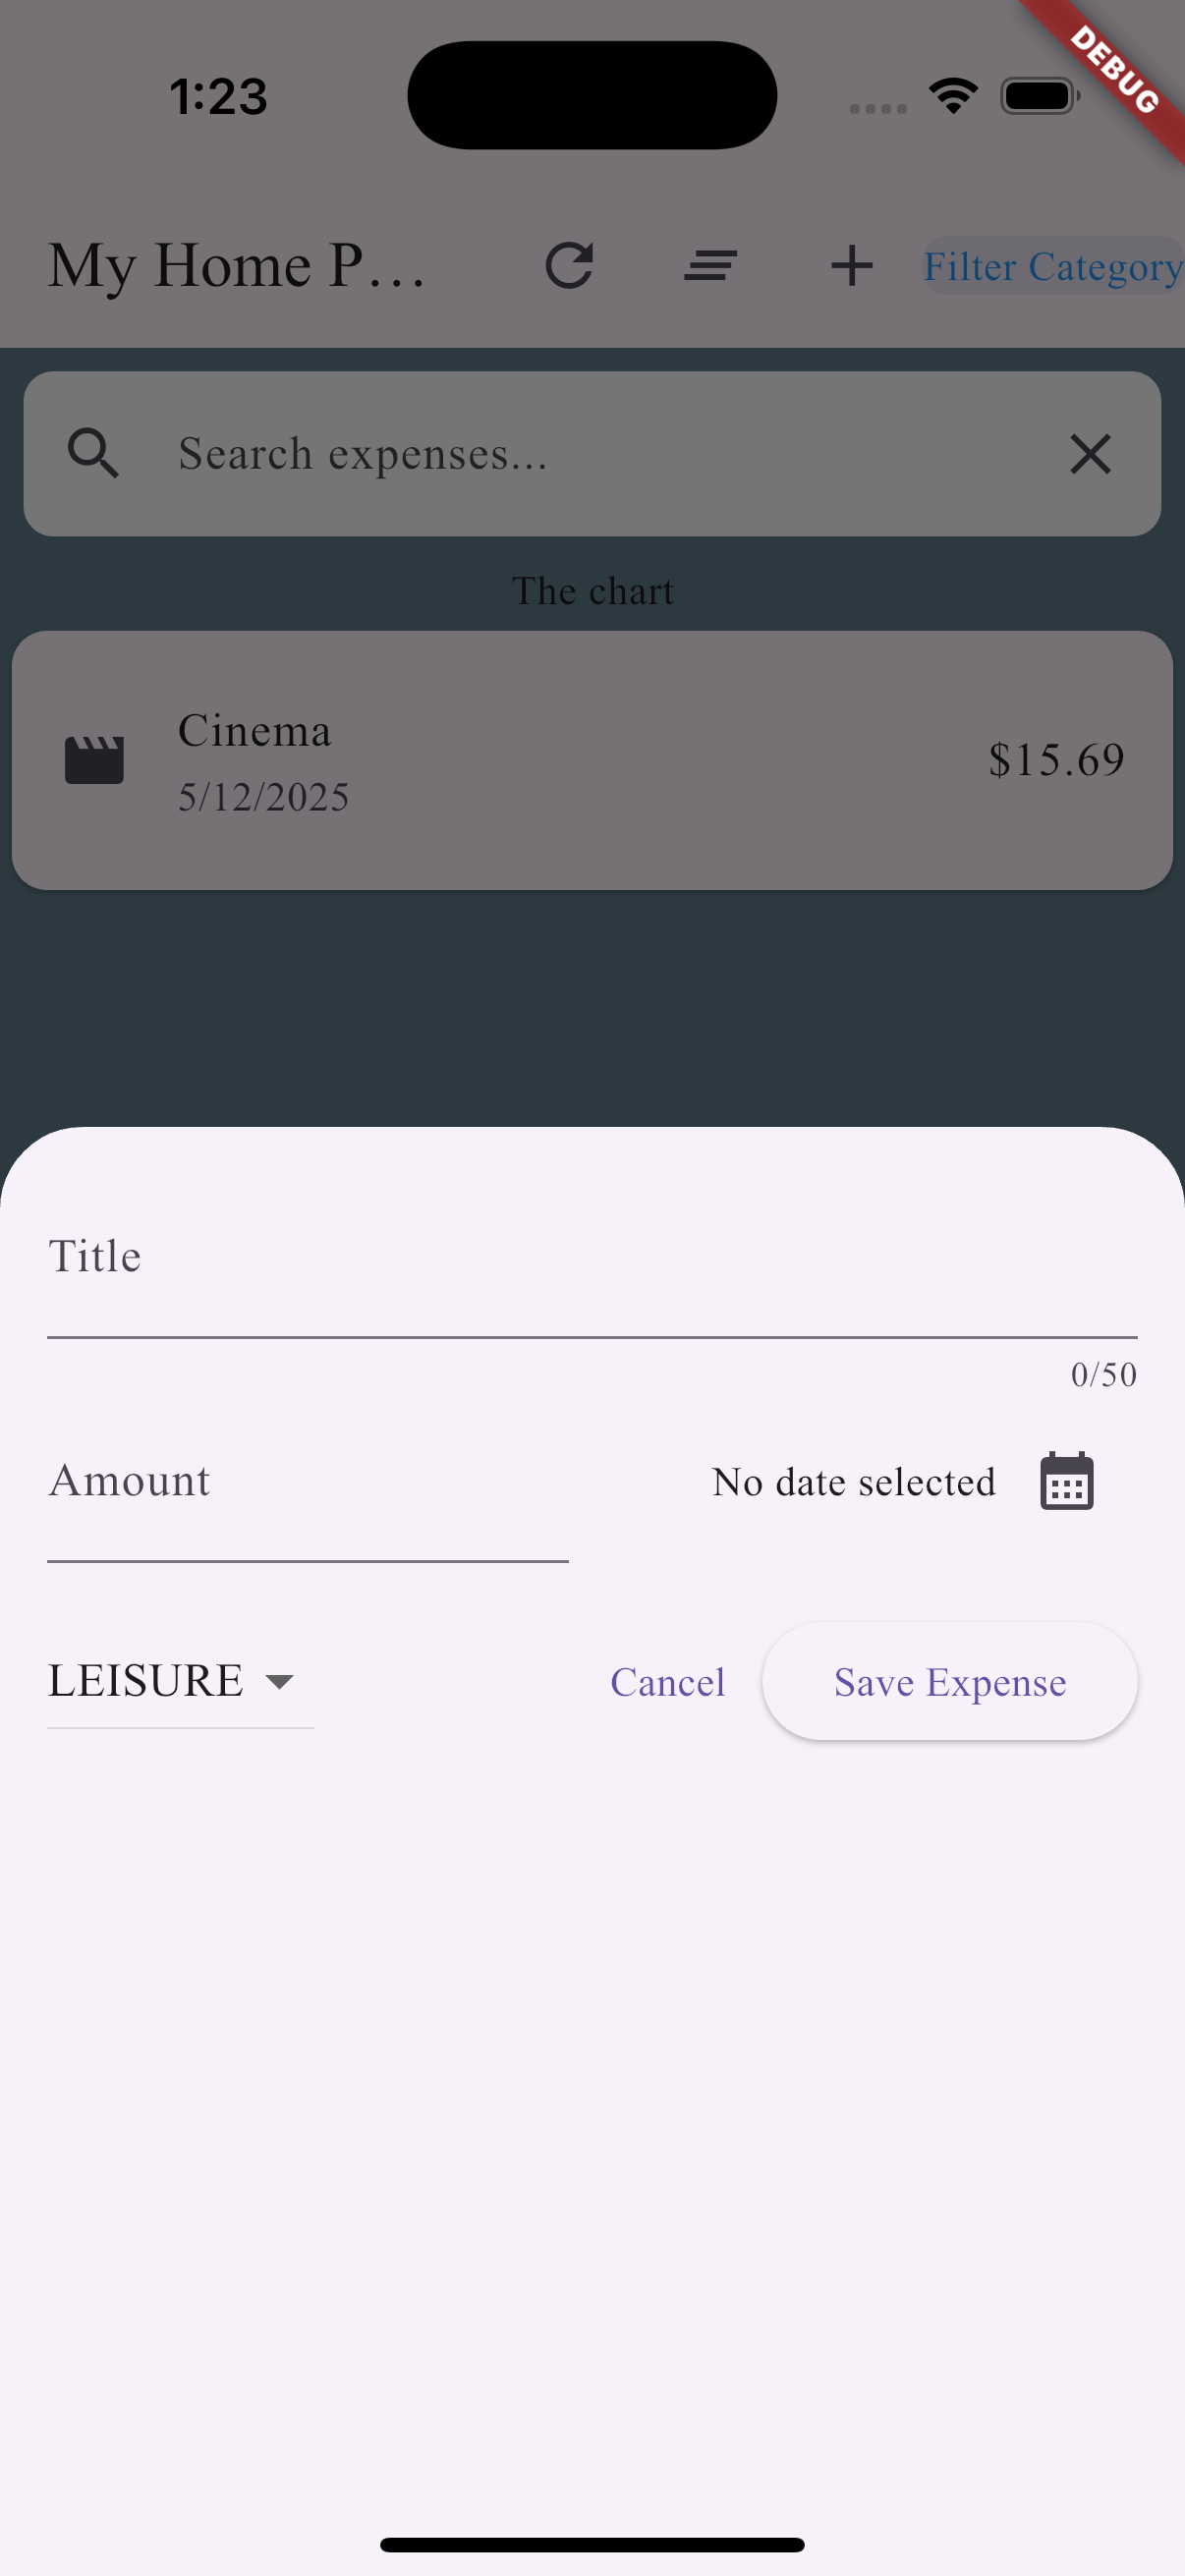 1:23
DEBUG
My Home P...
Filter Category
Search expenses...
The chart
Cinema
5/12/2025
$15.69
Title
0/50
Amount
No date selected
LEISURE
Cancel
Save Expense